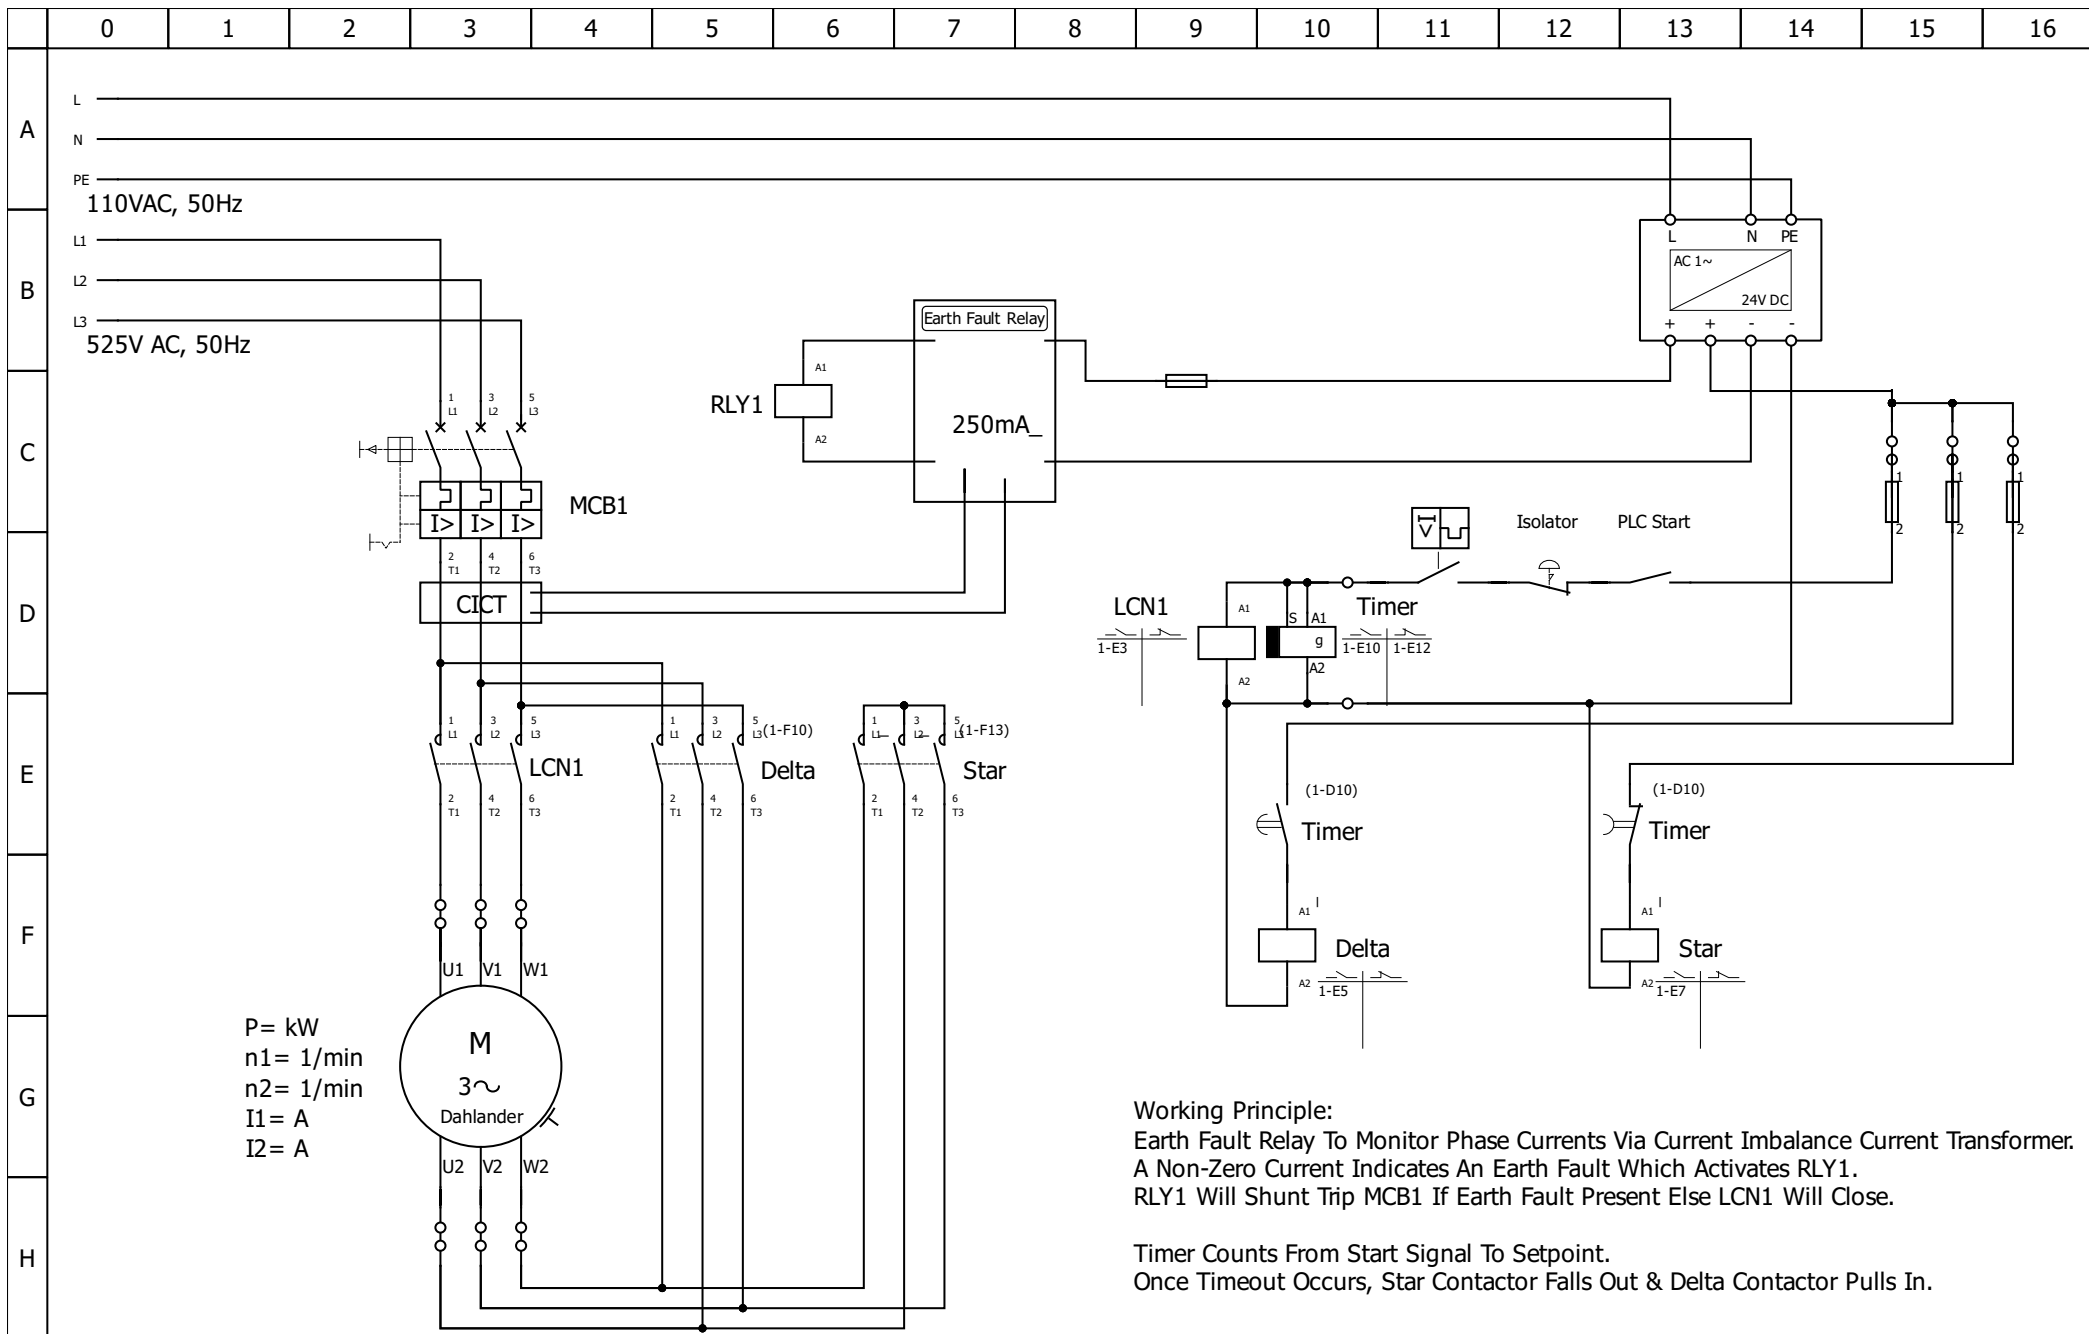 0 1 2 3 4 5 6 7 8 9 10 11 12 13 14 15 16
A
B
C
D
E
F
G
H
L
N
PE
110VAC, 50Hz
L1
L2
L3
525V AC, 50Hz
L N PE
AC 1~
24V DC
+ + - -
Earth Fault Relay
250mA_
A1
RLY1
A2
1 3 5
L1 L2 L3
I> I> I>
MCB1
2 4 6
T1 T2 T3
CICT
1 1 1
2 2 2
Isolator PLC Start
I>
LCN1
A1
A2
1-E3
S A1
g
A2
Timer
1-E10 1-E12
1 3 5
L1 L2 L3
LCN1
2 4 6
T1 T2 T3
1 3 5
L1 L2 L3 (1-F10)
Delta
2 4 6
T1 T2 T3
1 3 5
L1 L2 L3 (1-F13)
Star
2 4 6
T1 T2 T3
(1-D10)
Timer
(1-D10)
Timer
A1
Delta
A2
1-E5
A1
Star
A2
1-E7
U1 V1 W1
M
3~
Dahlander
U2 V2 W2
P= kW
n1= 1/min
n2= 1/min
I1= A
I2= A
Working Principle:
Earth Fault Relay To Monitor Phase Currents Via Current Imbalance Current Transformer.
A Non-Zero Current Indicates An Earth Fault Which Activates RLY1.
RLY1 Will Shunt Trip MCB1 If Earth Fault Present Else LCN1 Will Close.
Timer Counts From Start Signal To Setpoint.
Once Timeout Occurs, Star Contactor Falls Out & Delta Contactor Pulls In.